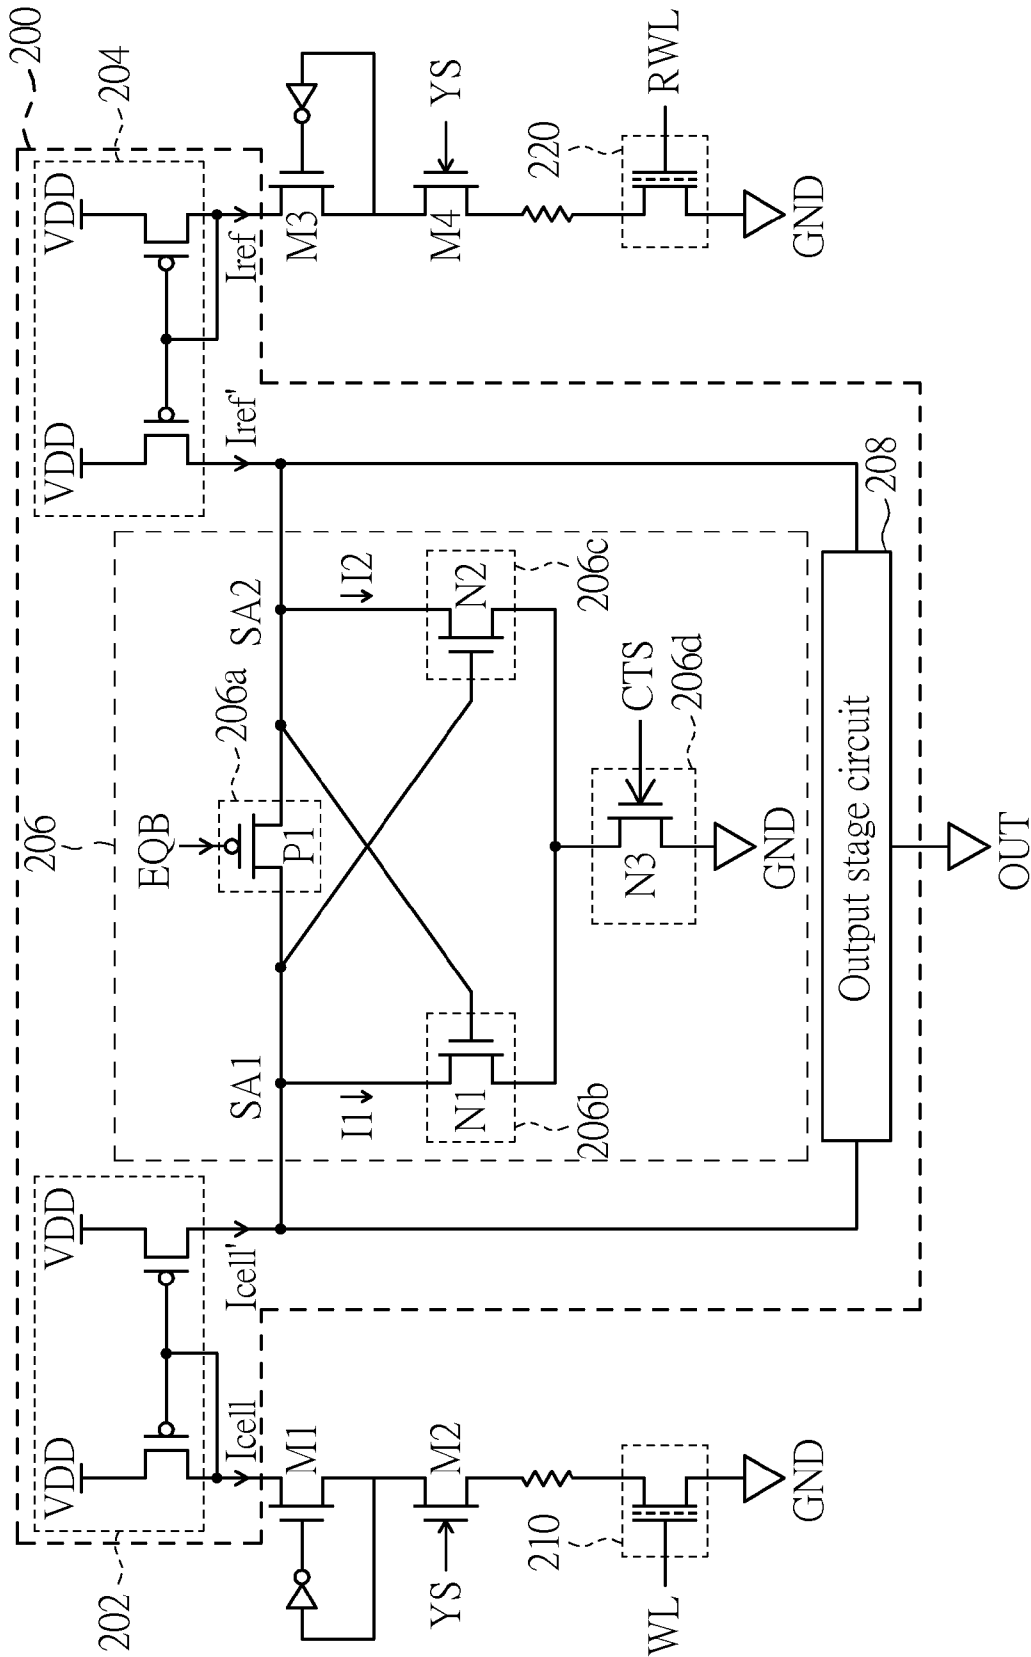 200
202
204
VDD
VDD
VDD
VDD
206
EQB
206a
P1
Icell
Icell'
SA1
SA2
Iref'
Iref
M1
I1
I2
M3
YS
M2
N1
206b
N2
206c
M4
YS
CTS
N3
206d
WL
210
GND
GND
220
RWL
GND
Output stage circuit
208
OUT